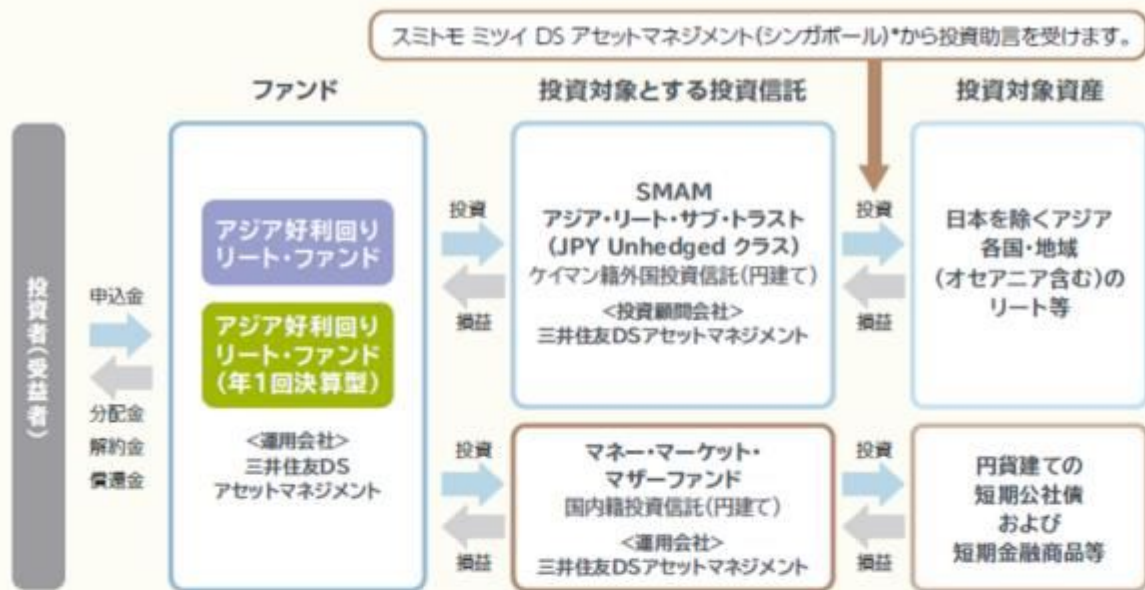 スミトモ ミツイ DS アセットマネジメント(シンガポール)*から投資助言を受けます。
ファンド
投資対象とする投資信託
投資対象資産
投資者(受益者)
申込金
分配金
解約金
償還金
アジア好利回り
リート・ファンド
アジア好利回り
リート・ファンド
(年1回決算型)
<運用会社>
三井住友DS
アセットマネジメント
投資
損益
SMAM
アジア・リート・サブ・トラスト
(JPY Unhedged クラス)
ケイマン籍外国投資信託(円建て)
<投資顧問会社>
三井住友DSアセットマネジメント
投資
損益
日本を除くアジア
各国・地域
(オセアニア含む)の
リート等
投資
損益
マネー・マーケット・
マザーファンド
国内籍投資信託(円建て)
<運用会社>
三井住友DSアセットマネジメント
投資
損益
円貨建ての
短期公社債
および
短期金融商品等